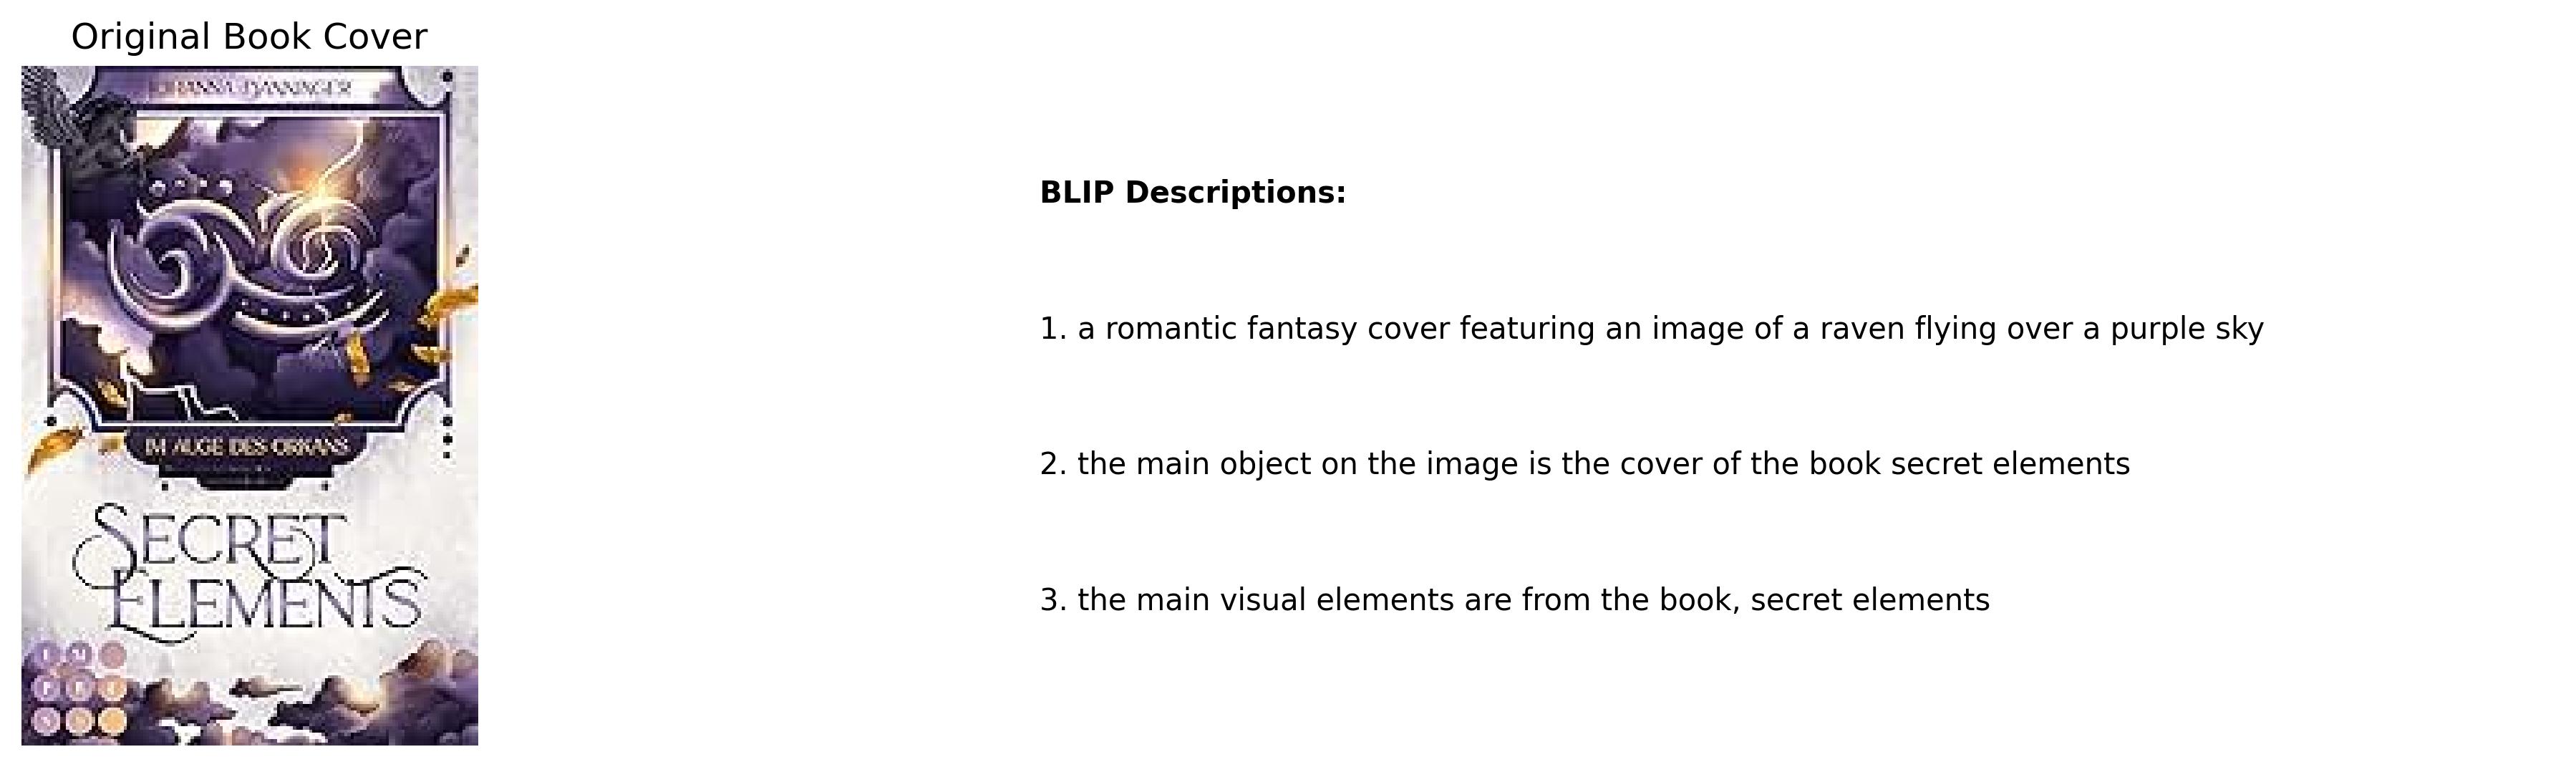 Original Book Cover
JOHANNA DANNINGER
IM AUGE DES ORKANS
SECRET
ELEMENTS
BLIP Descriptions:
1. a romantic fantasy cover featuring an image of a raven flying over a purple sky
2. the main object on the image is the cover of the book secret elements
3. the main visual elements are from the book, secret elements